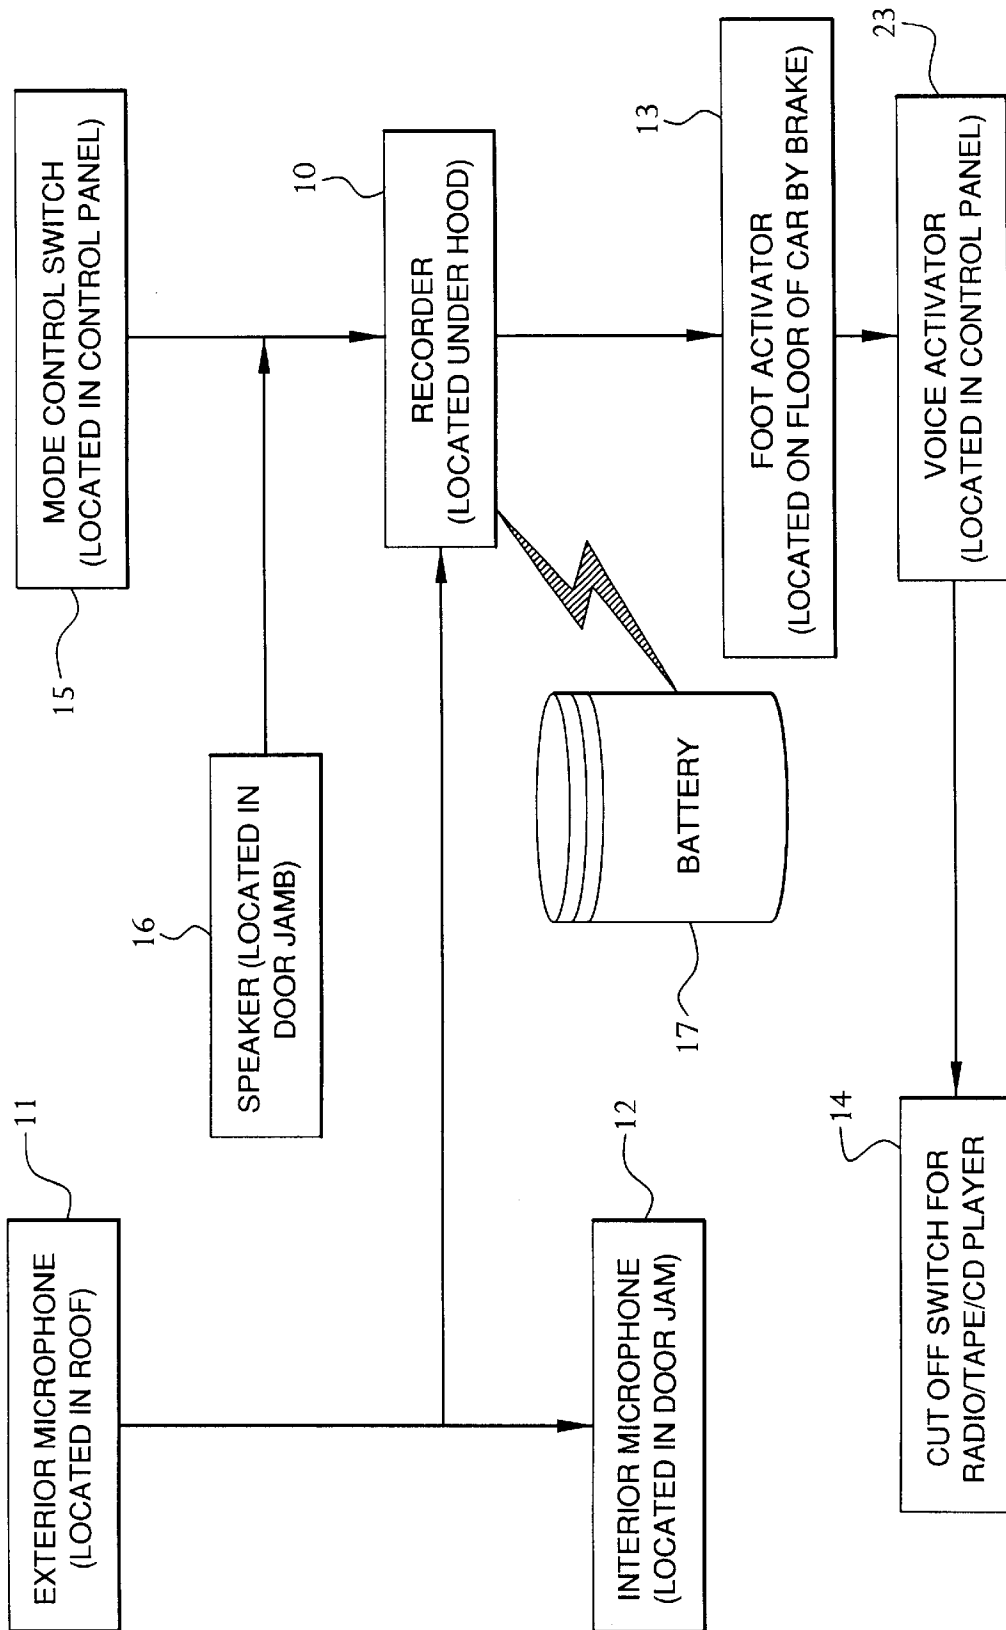 EXTERIOR MICROPHONE
(LOCATED IN ROOF)
11
SPEAKER (LOCATED IN
DOOR JAMB)
16
MODE CONTROL SWITCH
(LOCATED IN CONTROL PANEL)
15
RECORDER
(LOCATED UNDER HOOD)
10
INTERIOR MICROPHONE
(LOCATED IN DOOR JAM)
12
BATTERY
17
FOOT ACTIVATOR
(LOCATED ON FLOOR OF CAR BY BRAKE)
13
CUT OFF SWITCH FOR
RADIO/TAPE/CD PLAYER
14
VOICE ACTIVATOR
(LOCATED IN CONTROL PANEL)
23